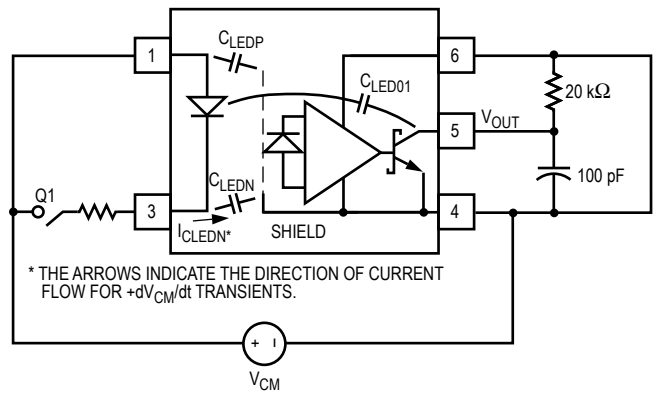 1
C_LEDP
6
C_LED01
20 kΩ
5
V_OUT
100 pF
Q1
3
C_LEDN
I_CLEDN*
SHIELD
4
* THE ARROWS INDICATE THE DIRECTION OF CURRENT
FLOW FOR +dV_CM/dt TRANSIENTS.
+ −
V_CM